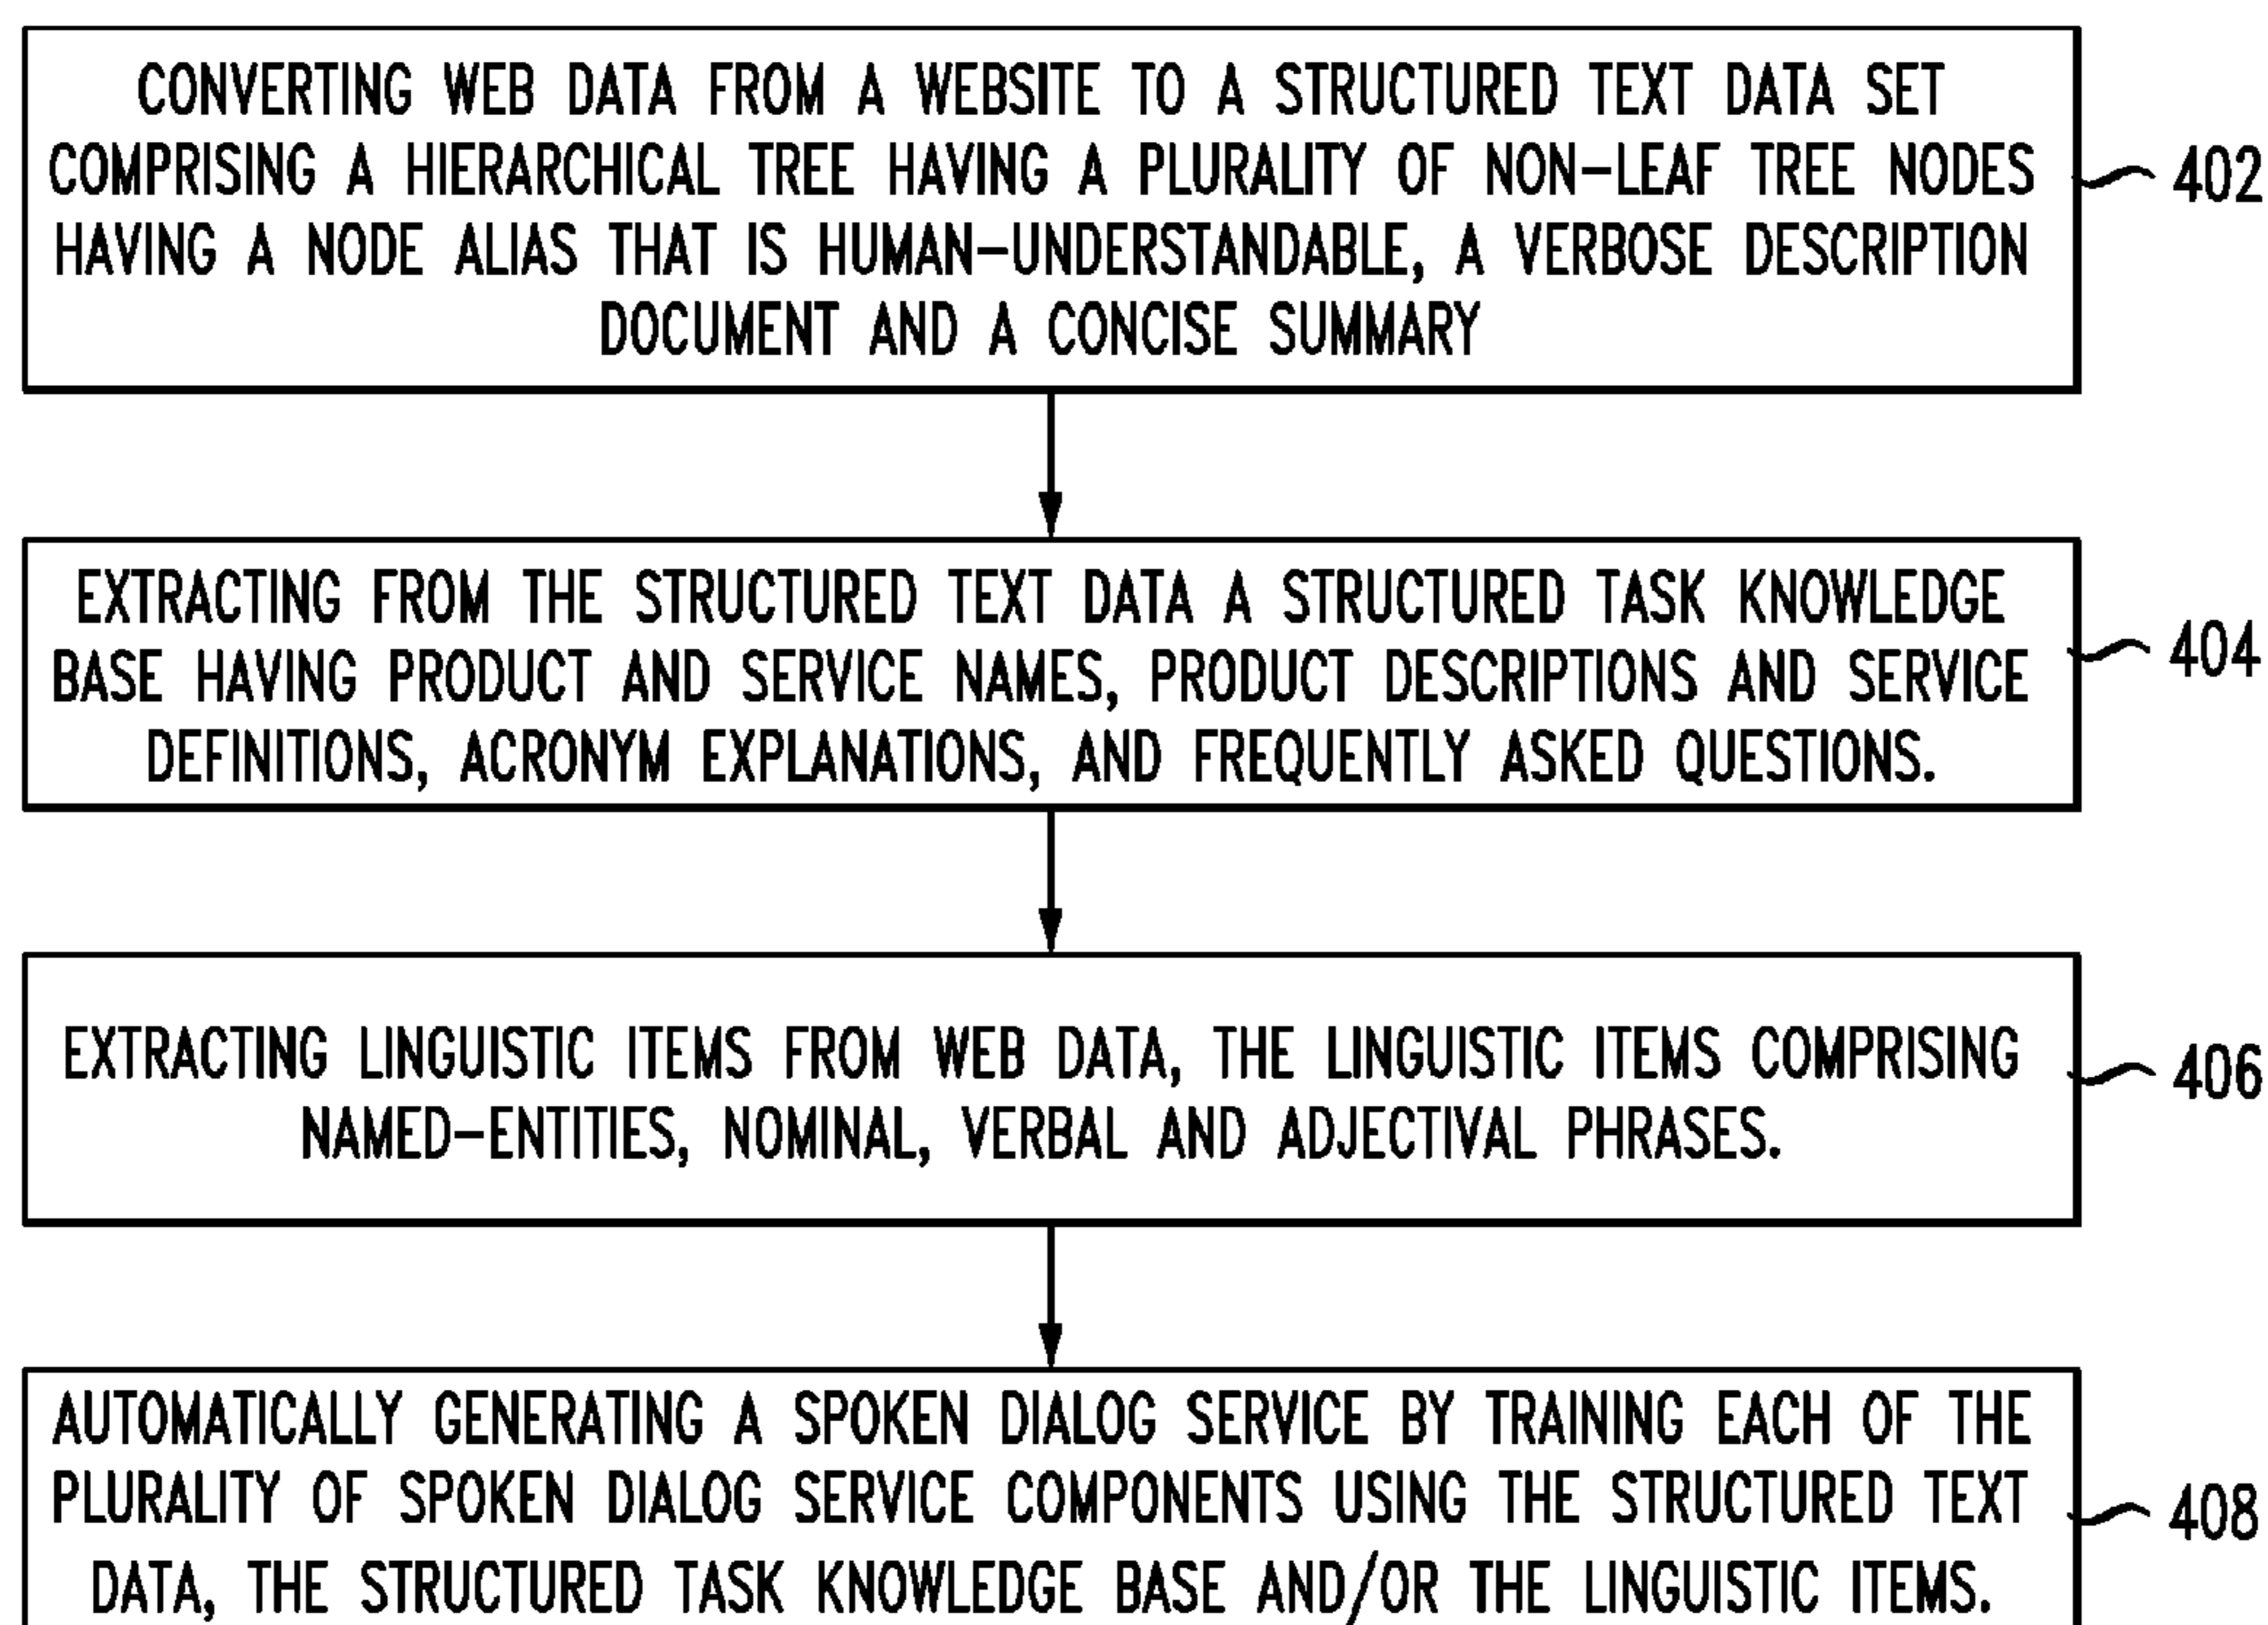 CONVERTING WEB DATA FROM A WEBSITE TO A STRUCTURED TEXT DATA SET
COMPRISING A HIERARCHICAL TREE HAVING A PLURALITY OF NON-LEAF TREE NODES
HAVING A NODE ALIAS THAT IS HUMAN-UNDERSTANDABLE, A VERBOSE DESCRIPTION
DOCUMENT AND A CONCISE SUMMARY
402
EXTRACTING FROM THE STRUCTURED TEXT DATA A STRUCTURED TASK KNOWLEDGE
BASE HAVING PRODUCT AND SERVICE NAMES, PRODUCT DESCRIPTIONS AND SERVICE
DEFINITIONS, ACRONYM EXPLANATIONS, AND FREQUENTLY ASKED QUESTIONS.
404
EXTRACTING LINGUISTIC ITEMS FROM WEB DATA, THE LINGUISTIC ITEMS COMPRISING
NAMED-ENTITIES, NOMINAL, VERBAL AND ADJECTIVAL PHRASES.
406
AUTOMATICALLY GENERATING A SPOKEN DIALOG SERVICE BY TRAINING EACH OF THE
PLURALITY OF SPOKEN DIALOG SERVICE COMPONENTS USING THE STRUCTURED TEXT
DATA, THE STRUCTURED TASK KNOWLEDGE BASE AND/OR THE LINGUISTIC ITEMS.
408